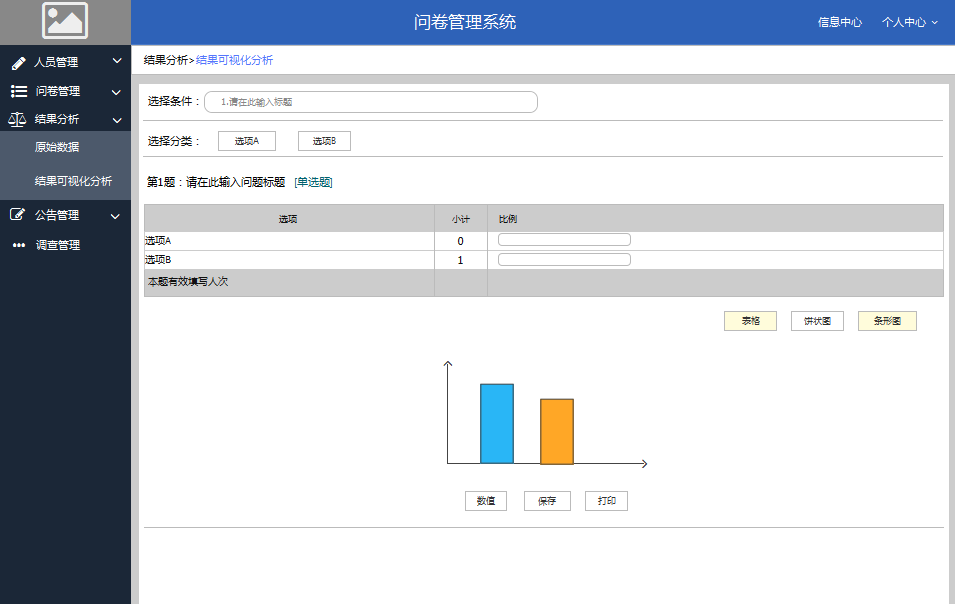 问卷管理系统
信息中心 个人中心
人员管理
问卷管理
结果分析
原始数据
结果可视化分析
公告管理
调查管理
结果分析>结果可视化分析
选择条件： 1.请在此输入标题
选择分类： 选项A 选项B
第1题：请在此输入问题标题 [单选题]
选项 小计 比例
选项A 0
选项B 1
本题有效填写人次
表格 饼状图 条形图
数值 保存 打印